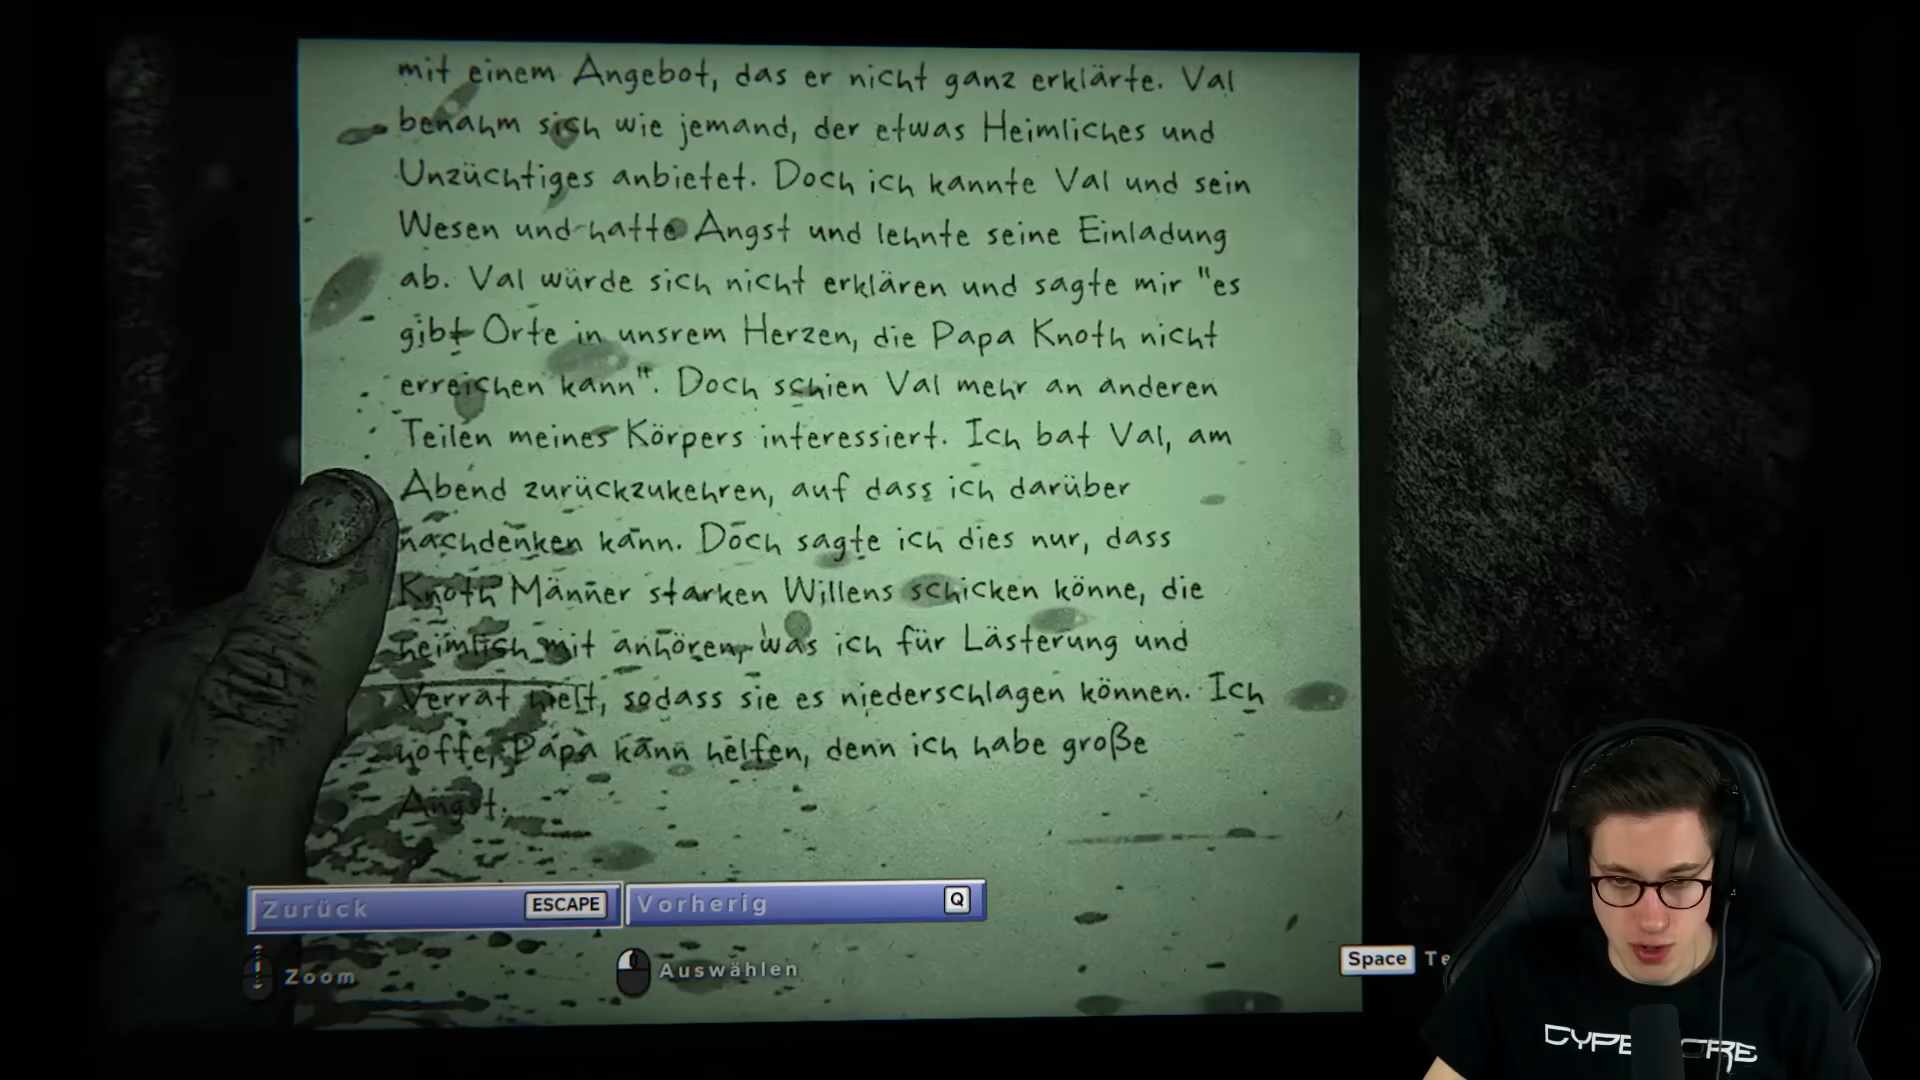 mit einem Angebot, das er nicht ganz erklärte. Val
benahm sich wie jemand, der etwas Heimliches und
Unzüchtiges anbietet. Doch ich kannte Val und sein
Wesen und hatte Angst und lehnte seine Einladung
ab. Val würde sich nicht erklären und sagte mir "es
gibt Orte in unsrem Herzen, die Papa Knoth nicht
erreichen kann". Doch schien Val mehr an anderen
Teilen meines Körpers interessiert. Ich bat Val, am
Abend zurückzukehren, auf dass ich darüber
nachdenken kann. Doch sagte ich dies nur, dass
Knoth Männer starken Willens schicken könne, die
heimlich mit anhören, was ich für Lästerung und
Verrat hielt, sodass sie es niederschlagen können. Ich
hoffe, Papa kann helfen, denn ich habe große
Angst.
Zurück ESCAPE Vorherig Q
Zoom Auswählen Space Te